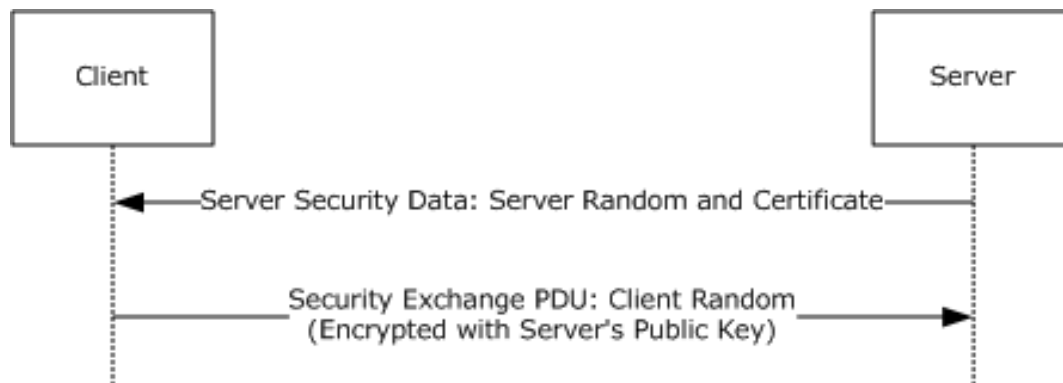 Client
Server
Server Security Data: Server Random and Certificate
Security Exchange PDU: Client Random
(Encrypted with Server's Public Key)